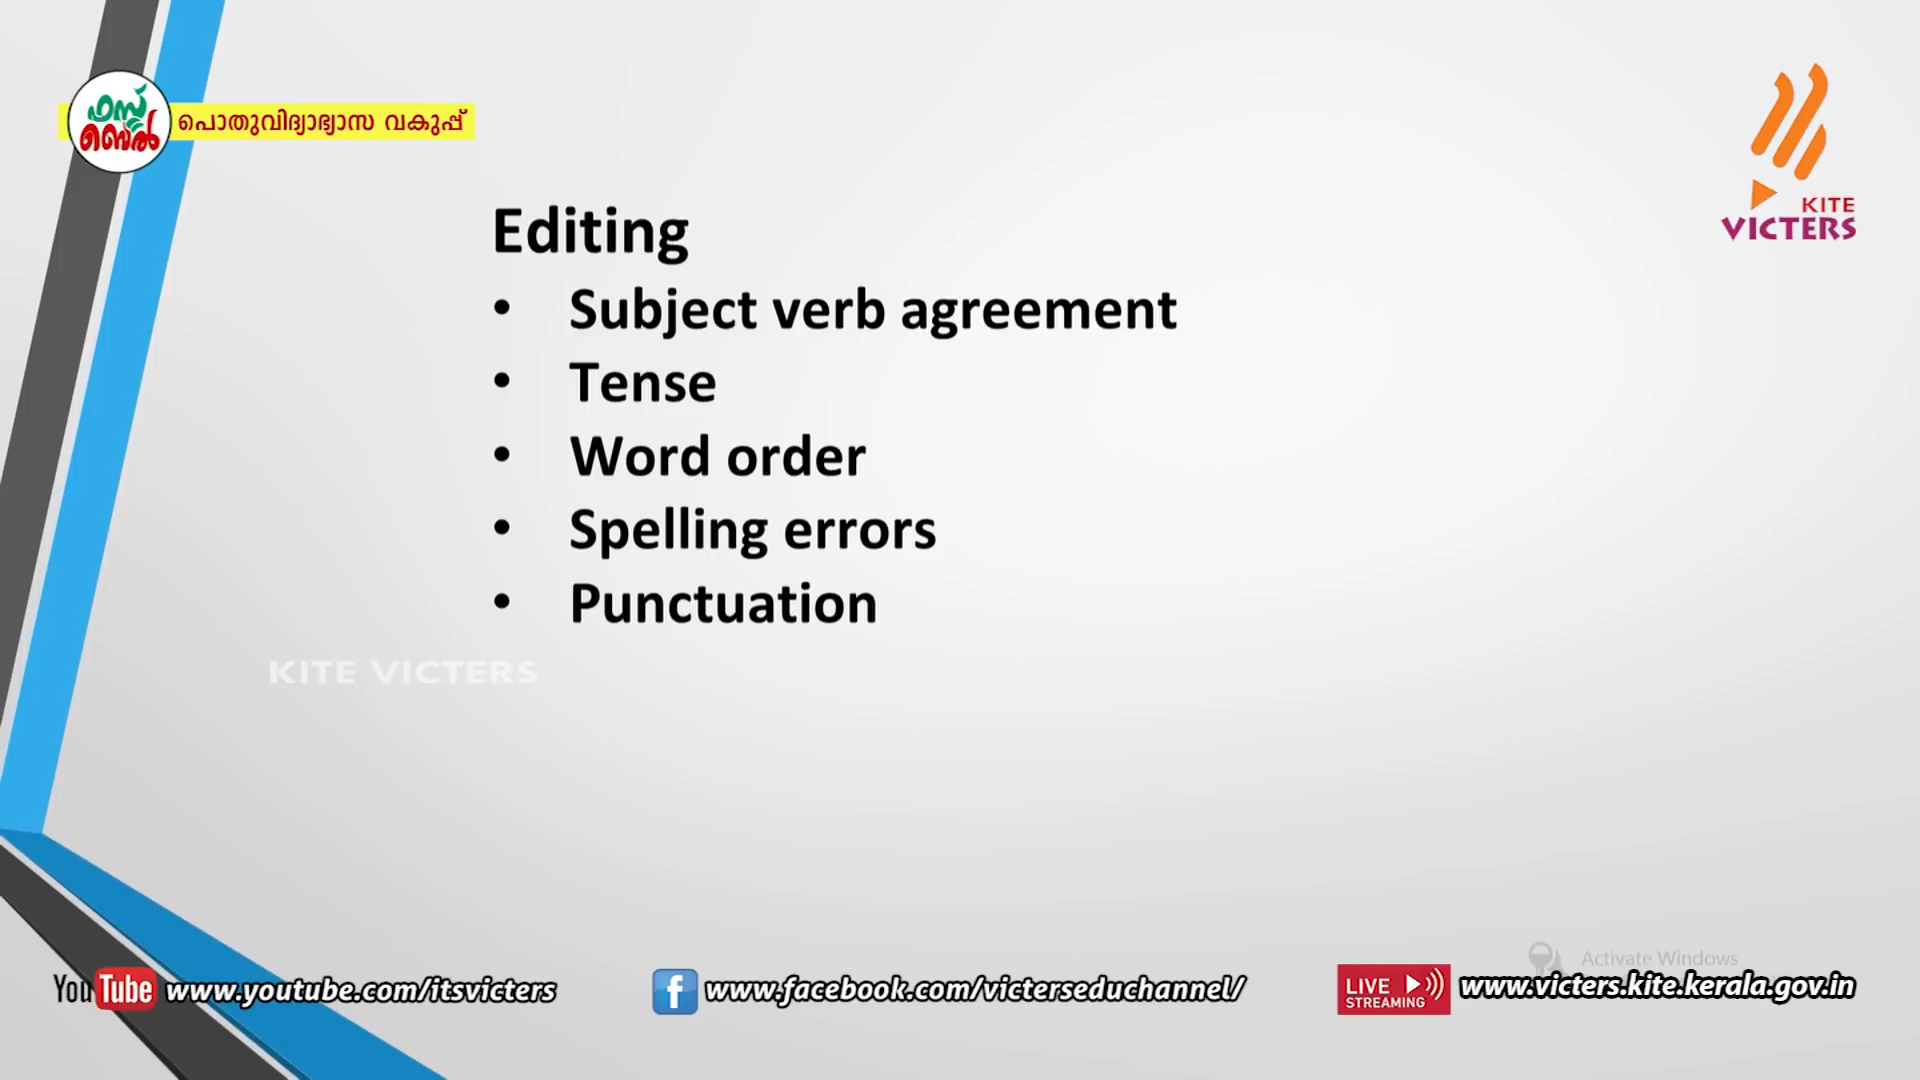 ഫസ്റ്റ്
ബെൽ
പൊതുവിദ്യാഭ്യാസ വകുപ്പ്
KITE
VICTERS
Editing
• Subject verb agreement
• Tense
• Word order
• Spelling errors
• Punctuation
KITE VICTERS
Activate Windows
YouTube www.youtube.com/itsvicters
f www.facebook.com/victerseduchannel/
LIVE
STREAMING
www.victers.kite.kerala.gov.in